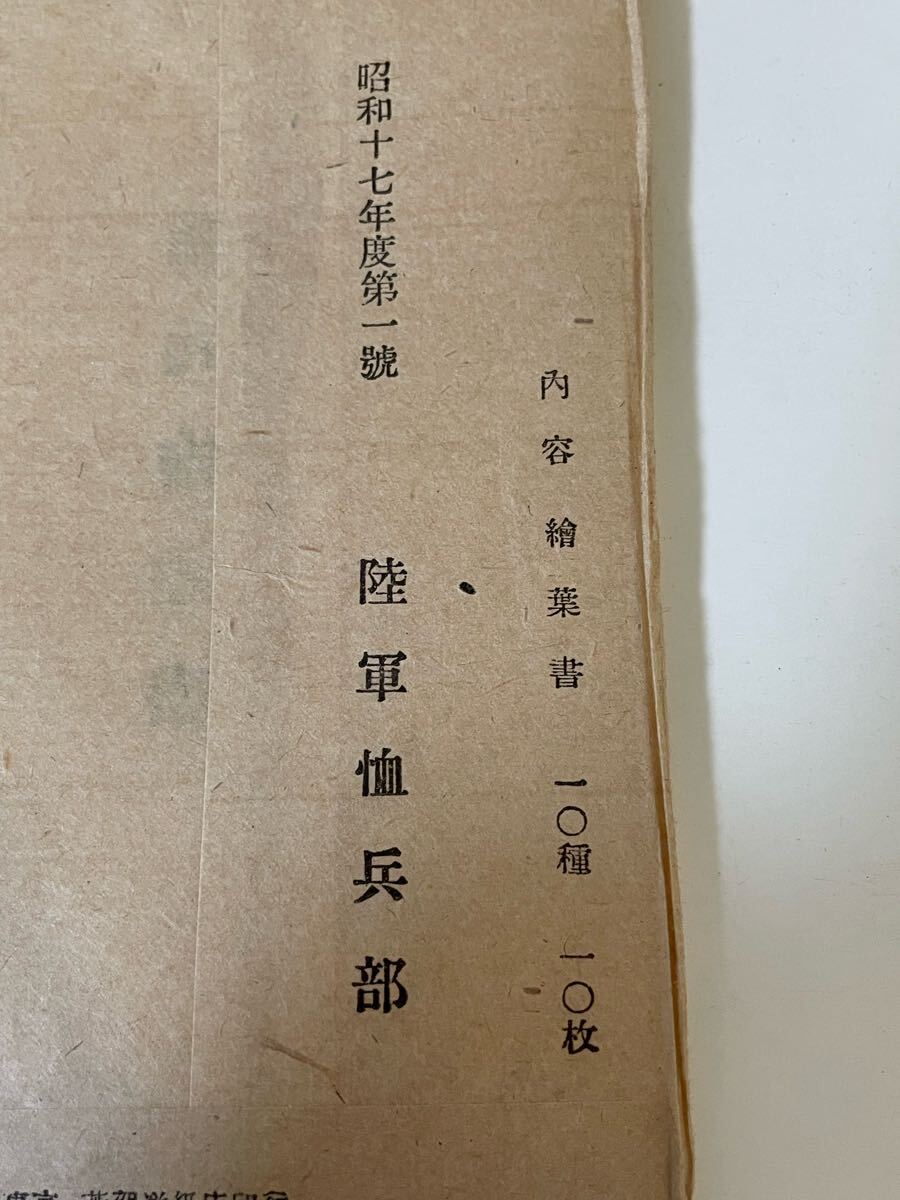 內容繪葉書 一〇種 一〇枚
昭和十七年度第一號 陸軍恤兵部